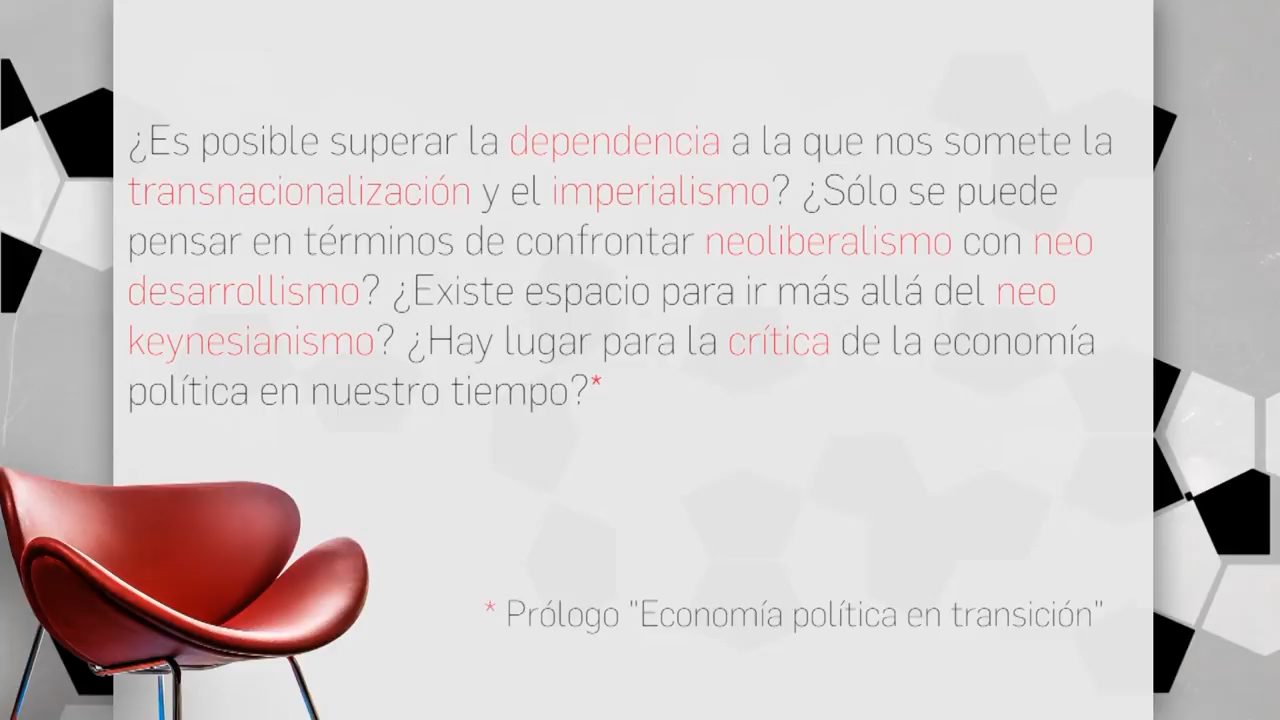 ¿Es posible superar la dependencia a la que nos somete la
transnacionalización y el imperialismo? ¿Sólo se puede
pensar en términos de confrontar neoliberalismo con neo
desarrollismo? ¿Existe espacio para ir más allá del neo
keynesianismo? ¿Hay lugar para la crítica de la economía
política en nuestro tiempo?*
* Prólogo "Economía política en transición"